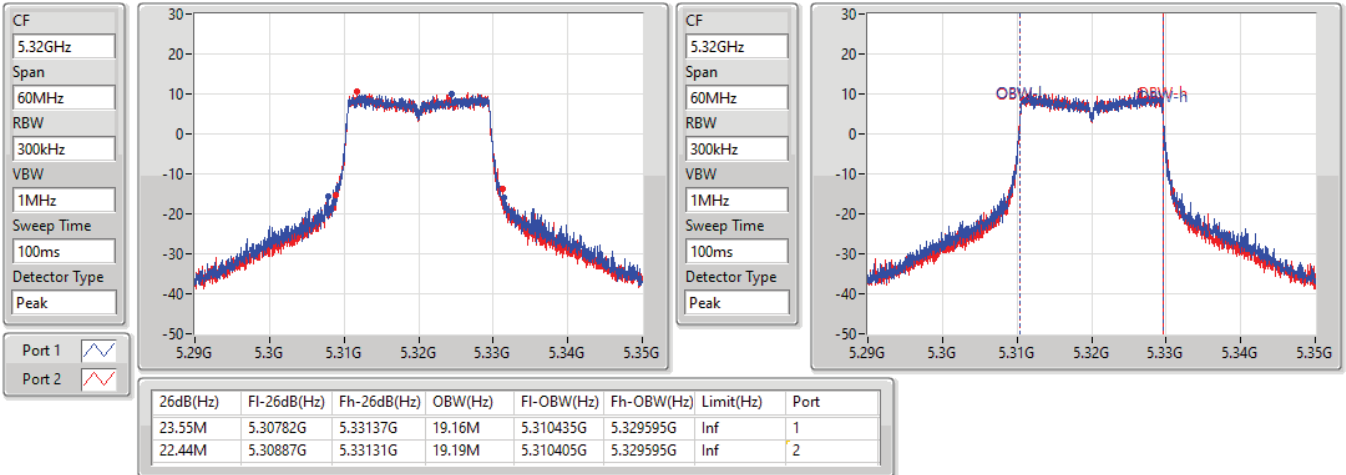 CF
5.32GHz
Span
60MHz
RBW
300kHz
VBW
1MHz
Sweep Time
100ms
Detector Type
Peak
Port 1
Port 2
30
20
10
0
-10
-20
-30
-40
-50
5.29G 5.3G 5.31G 5.32G 5.33G 5.34G 5.35G
CF
5.32GHz
Span
60MHz
RBW
300kHz
VBW
1MHz
Sweep Time
100ms
Detector Type
Peak
30
20
10
0
-10
-20
-30
-40
-50
OBW-l OBW-h
5.29G 5.3G 5.31G 5.32G 5.33G 5.34G 5.35G
26dB(Hz) Fl-26dB(Hz) Fh-26dB(Hz) OBW(Hz) Fl-OBW(Hz) Fh-OBW(Hz) Limit(Hz) Port
23.55M 5.30782G 5.33137G 19.16M 5.310435G 5.329595G Inf 1
22.44M 5.30887G 5.33131G 19.19M 5.310405G 5.329595G Inf 2